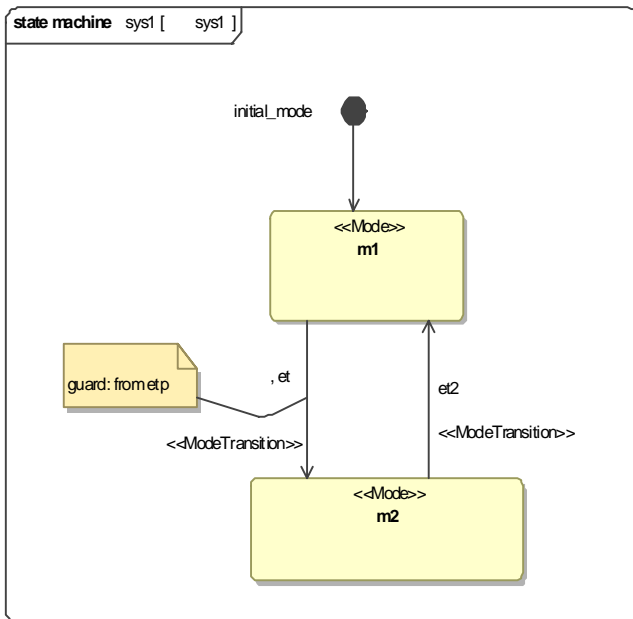 state machine sys1 [ sys1 ]
initial_mode
<<Mode>>
m1
guard: from etp
, et
et2
<<ModeTransition>>
<<ModeTransition>>
<<Mode>>
m2